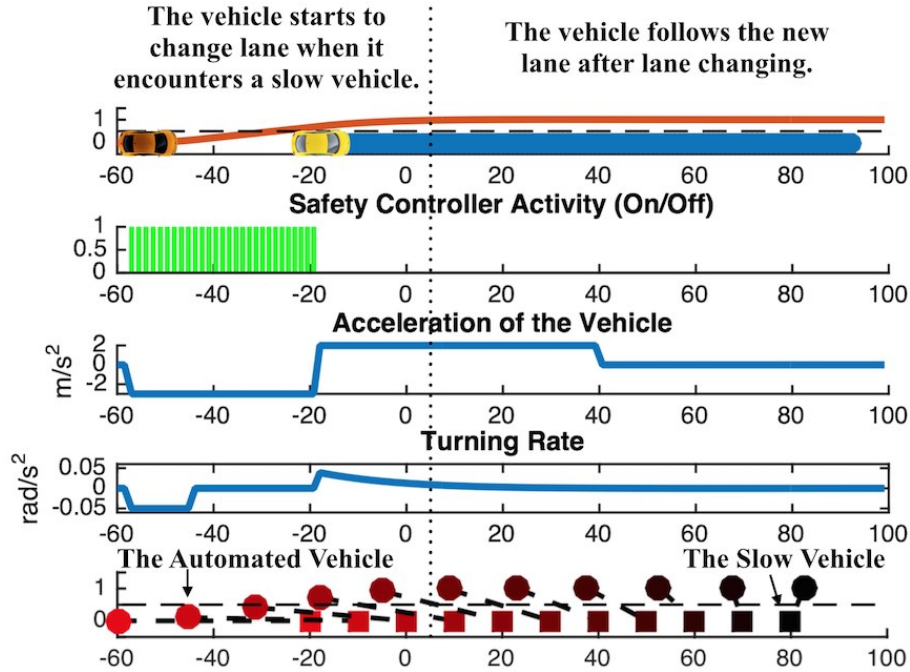 The vehicle starts to
change lane when it
encounters a slow vehicle.
The vehicle follows the new
lane after lane changing.
1
0
-60 -40 -20 0 20 40 60 80 100
Safety Controller Activity (On/Off)
1
0.5
0
-60 -40 -20 0 20 40 60 80 100
Acceleration of the Vehicle
m/s²
2
0
-2
-60 -40 -20 0 20 40 60 80 100
Turning Rate
rad/s²
0.05
0
-0.05
-60 -40 -20 0 20 40 60 80 100
The Automated Vehicle
The Slow Vehicle
1
0
-60 -40 -20 0 20 40 60 80 100